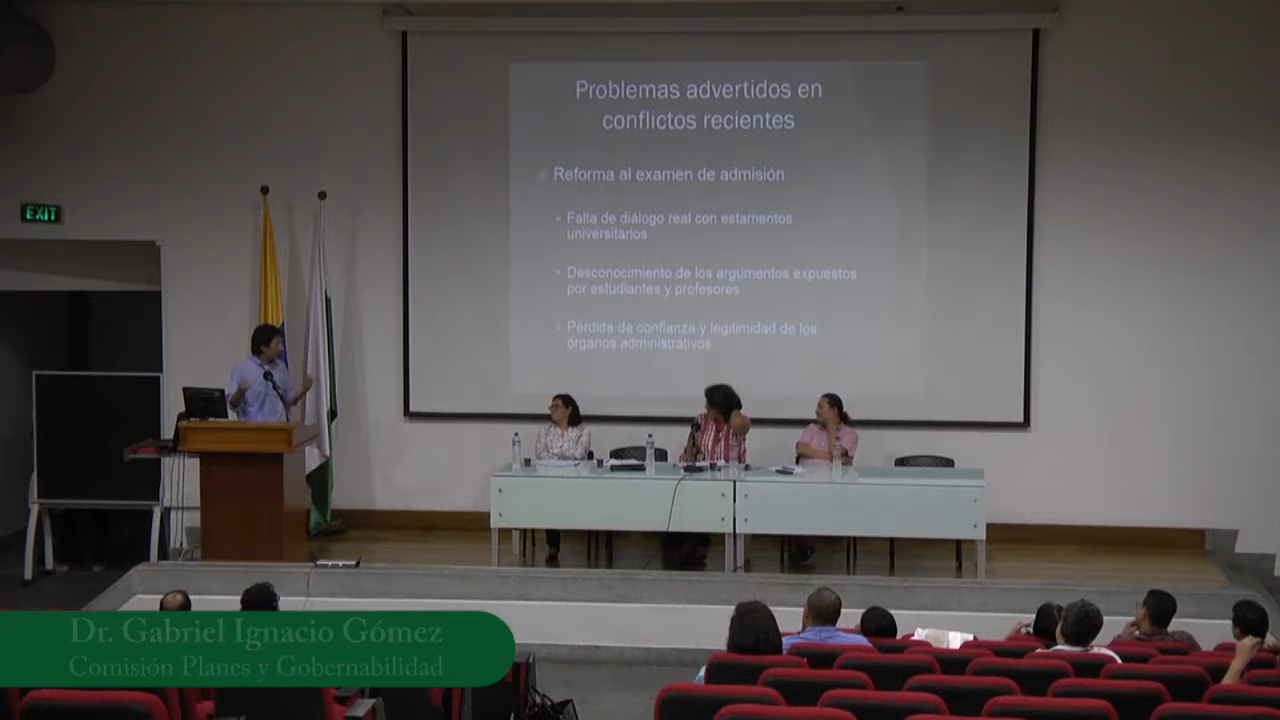 Problemas advertidos en
conflictos recientes
Reforma al examen de admisión
Falta de diálogo real con estamentos
universitarios
Desconocimiento de los argumentos expuestos
por estudiantes y profesores
Pérdida de confianza y legitimidad de los
órganos administrativos
EXIT
Dr. Gabriel Ignacio Gómez
Comisión Planes y Gobernabilidad